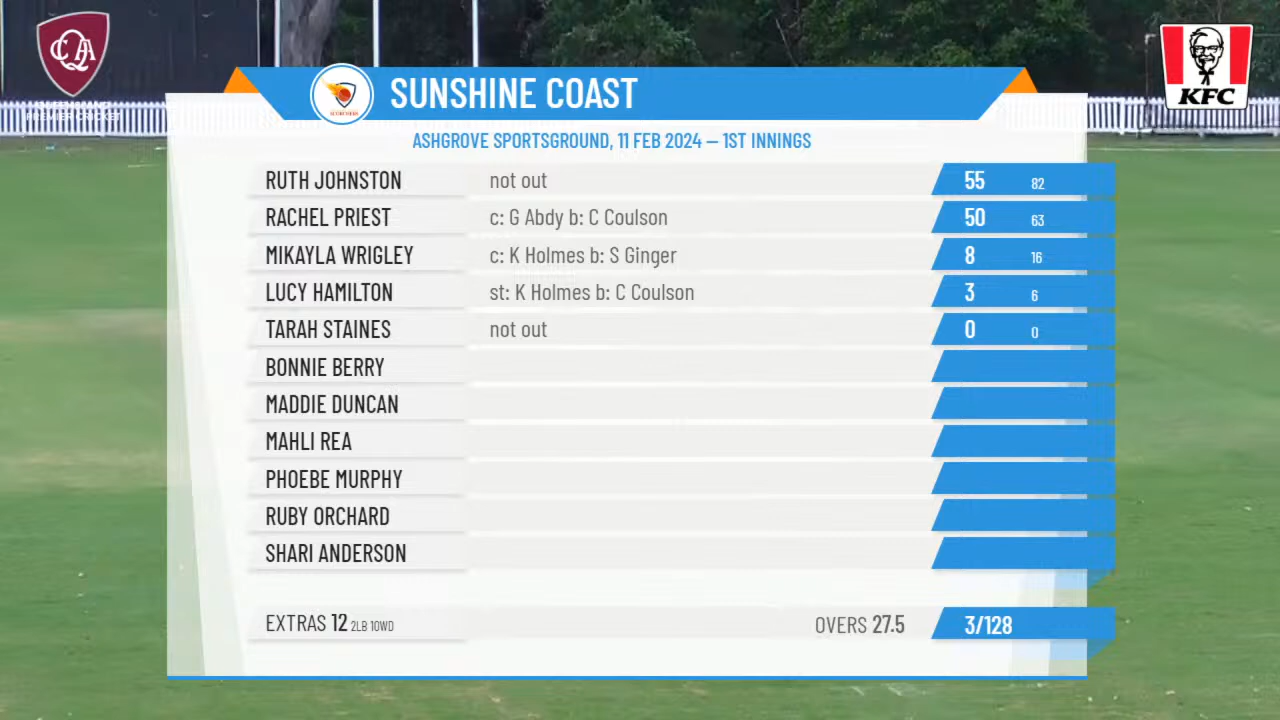 SUNSHINE COAST
KFC
ASHGROVE SPORTSGROUND, 11 FEB 2024 – 1ST INNINGS
RUTH JOHNSTON not out 55 82
RACHEL PRIEST c: G Abdy b: C Coulson 50 63
MIKAYLA WRIGLEY c: K Holmes b: S Ginger 8 16
LUCY HAMILTON st: K Holmes b: C Coulson 3 6
TARAH STAINES not out 0 0
BONNIE BERRY
MADDIE DUNCAN
MAHLI REA
PHOEBE MURPHY
RUBY ORCHARD
SHARI ANDERSON
EXTRAS 12 2LB 10WD OVERS 27.5 3/128